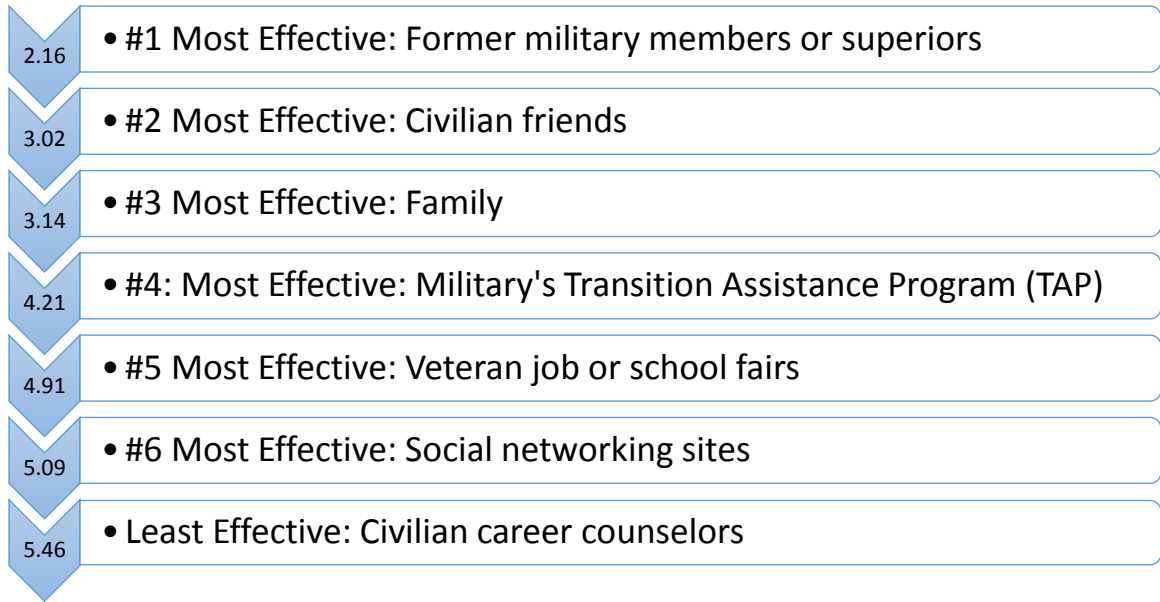 2.16
• #1 Most Effective: Former military members or superiors
3.02
• #2 Most Effective: Civilian friends
3.14
• #3 Most Effective: Family
4.21
• #4: Most Effective: Military's Transition Assistance Program (TAP)
4.91
• #5 Most Effective: Veteran job or school fairs
5.09
• #6 Most Effective: Social networking sites
5.46
• Least Effective: Civilian career counselors